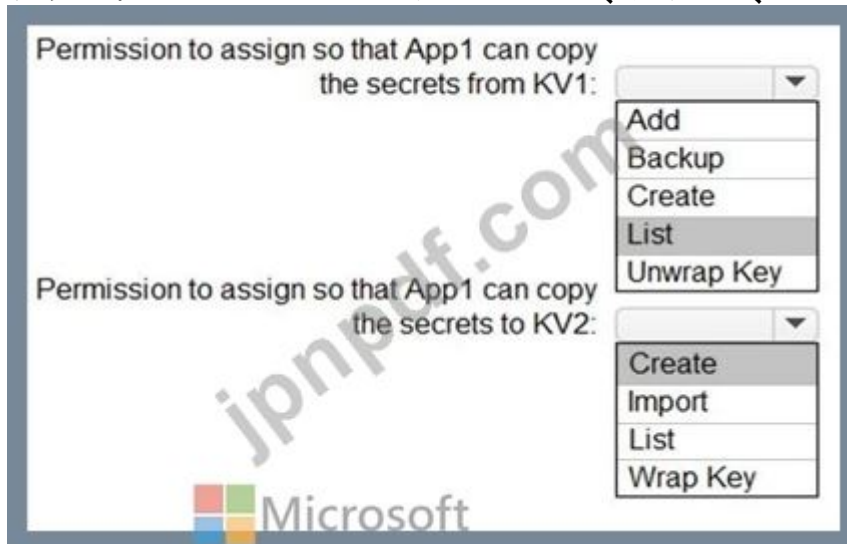 Permission to assign so that App1 can copy
the secrets from KV1:
Add
Backup
Create
List
Unwrap Key
Permission to assign so that App1 can copy
the secrets to KV2:
Create
Import
List
Wrap Key
jpnpdf.com
Microsoft